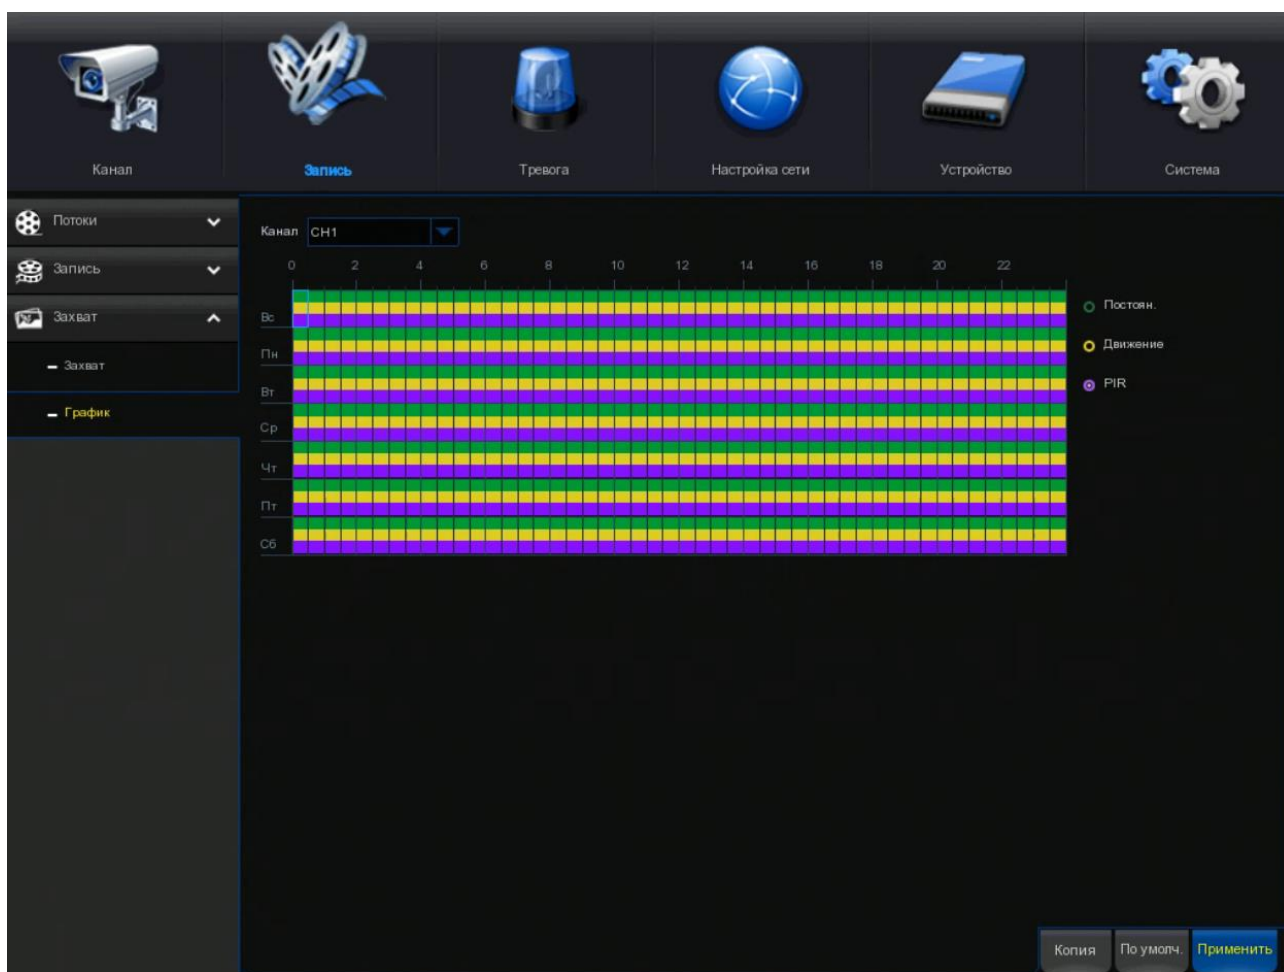 Канал Запись Тревога Настройка сети Устройство Система
Потоки
Запись
Захват
Захват
График
Канал CH1
0 2 4 6 8 10 12 14 16 18 20 22
Вс
Пн
Вт
Ср
Чт
Пт
Сб
Постоян.
Движение
PIR
Копия По умолч. Применить